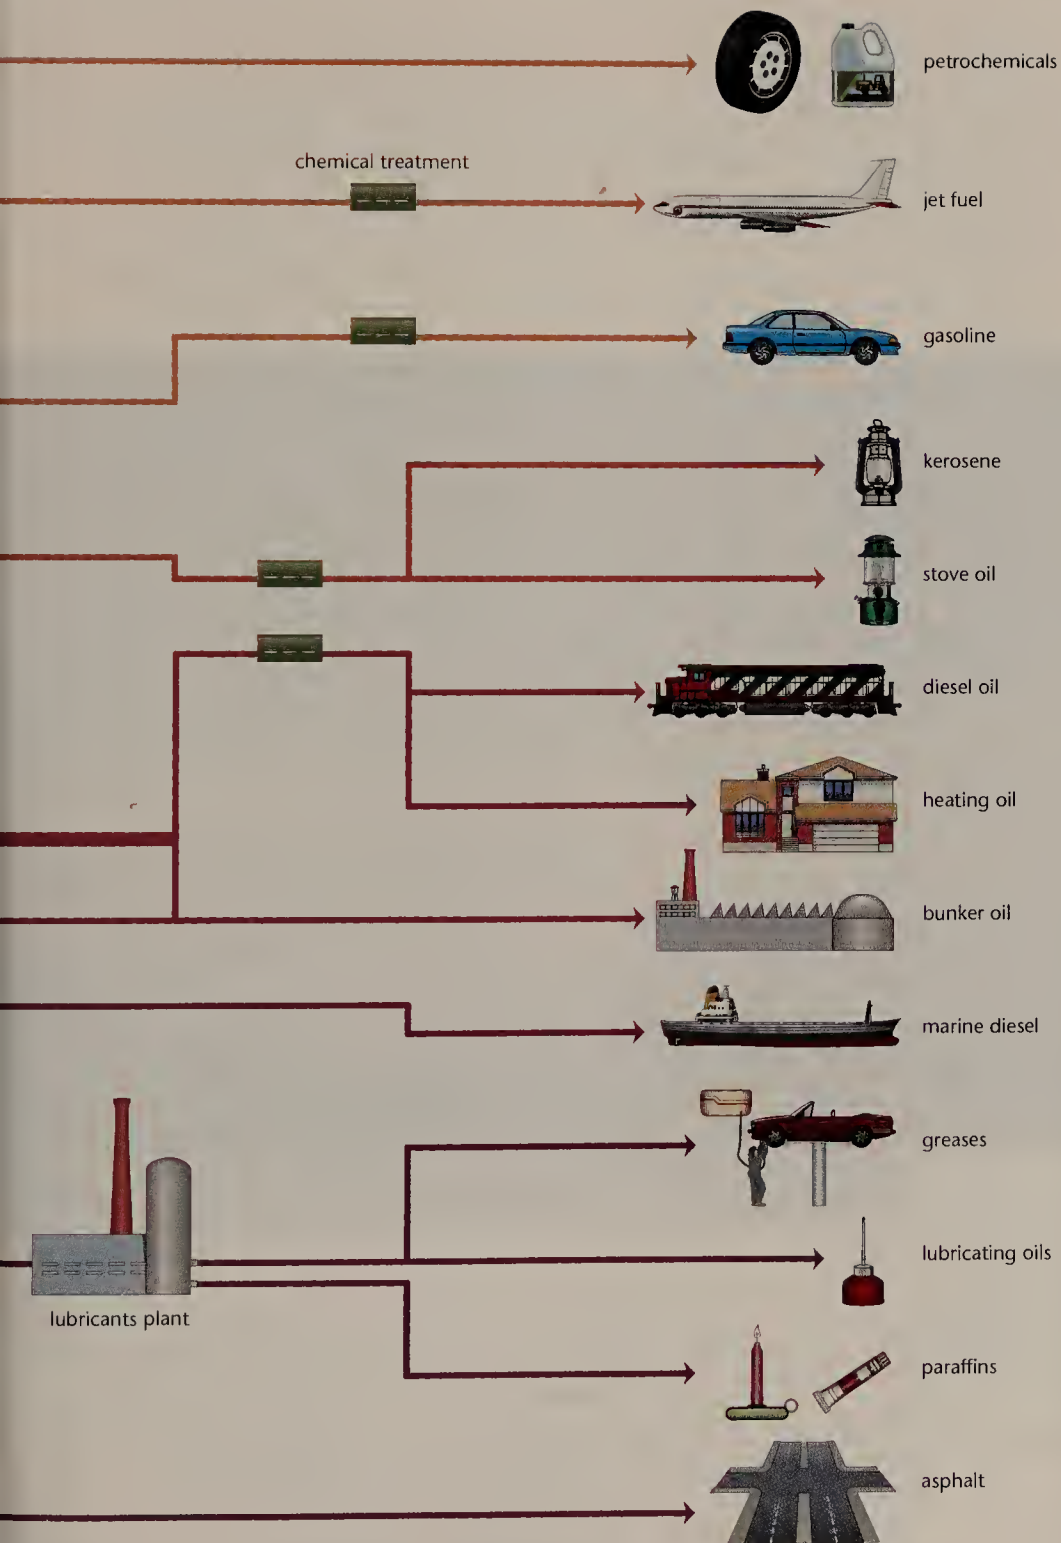 petrochemicals
chemical treatment
jet fuel
gasoline
kerosene
stove oil
diesel oil
heating oil
bunker oil
marine diesel
greases
lubricating oils
lubricants plant
paraffins
asphalt